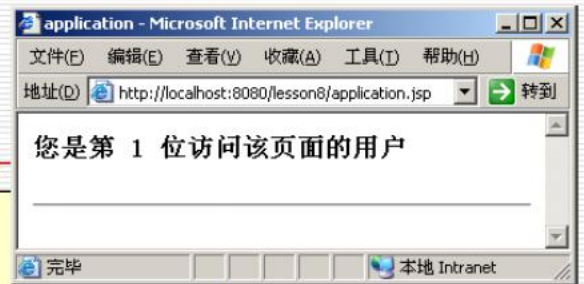 application - Microsoft Internet Explorer
文件(F) 编辑(E) 查看(V) 收藏(A) 工具(T) 帮助(H)
地址(D) http://localhost:8080/lesson8/application.jsp 转到
您是第 1 位访问该页面的用户
完毕 本地 Intranet